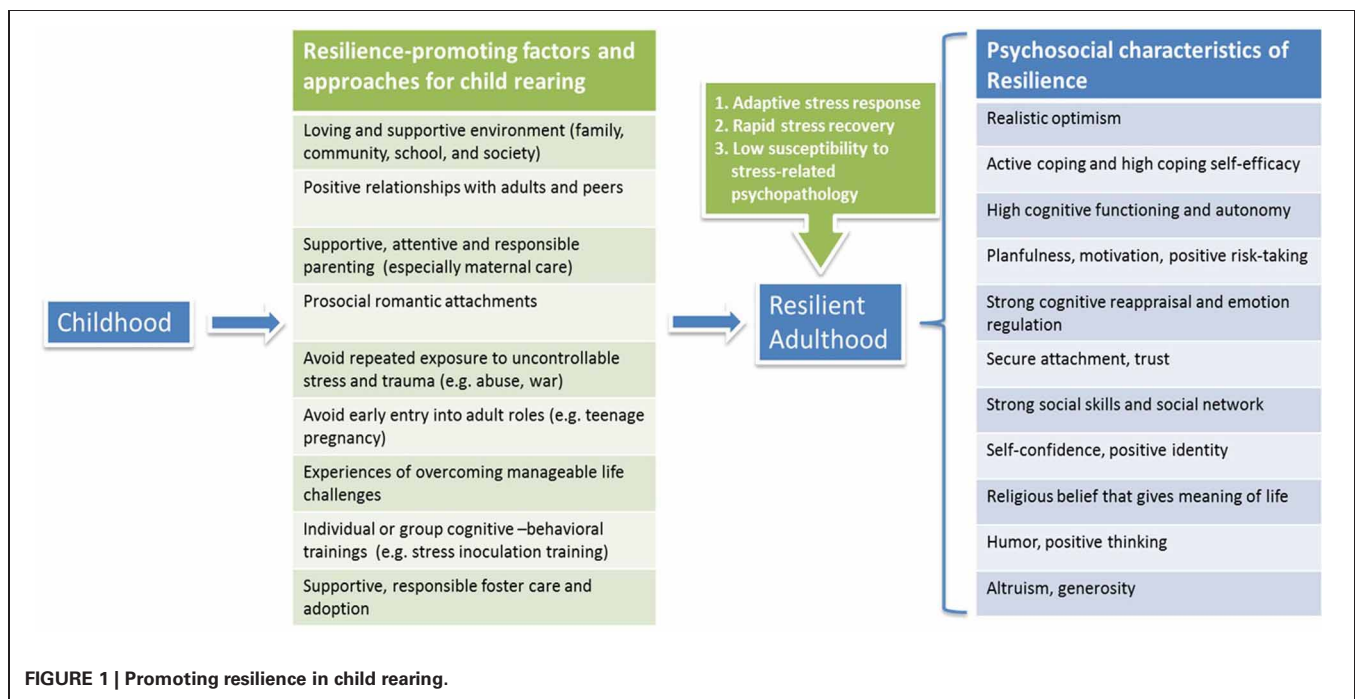 Childhood
Resilience-promoting factors and
approaches for child rearing
Loving and supportive environment (family,
community, school, and society)
Positive relationships with adults and peers
Supportive, attentive and responsible
parenting (especially maternal care)
Prosocial romantic attachments
Avoid repeated exposure to uncontrollable
stress and trauma (e.g. abuse, war)
Avoid early entry into adult roles (e.g. teenage
pregnancy)
Experiences of overcoming manageable life
challenges
Individual or group cognitive –behavioral
trainings (e.g. stress inoculation training)
Supportive, responsible foster care and
adoption
1. Adaptive stress response
2. Rapid stress recovery
3. Low susceptibility to
stress-related
psychopathology
Resilient
Adulthood
Psychosocial characteristics of
Resilience
Realistic optimism
Active coping and high coping self-efficacy
High cognitive functioning and autonomy
Planfulness, motivation, positive risk-taking
Strong cognitive reappraisal and emotion
regulation
Secure attachment, trust
Strong social skills and social network
Self-confidence, positive identity
Religious belief that gives meaning of life
Humor, positive thinking
Altruism, generosity
FIGURE 1 | Promoting resilience in child rearing.